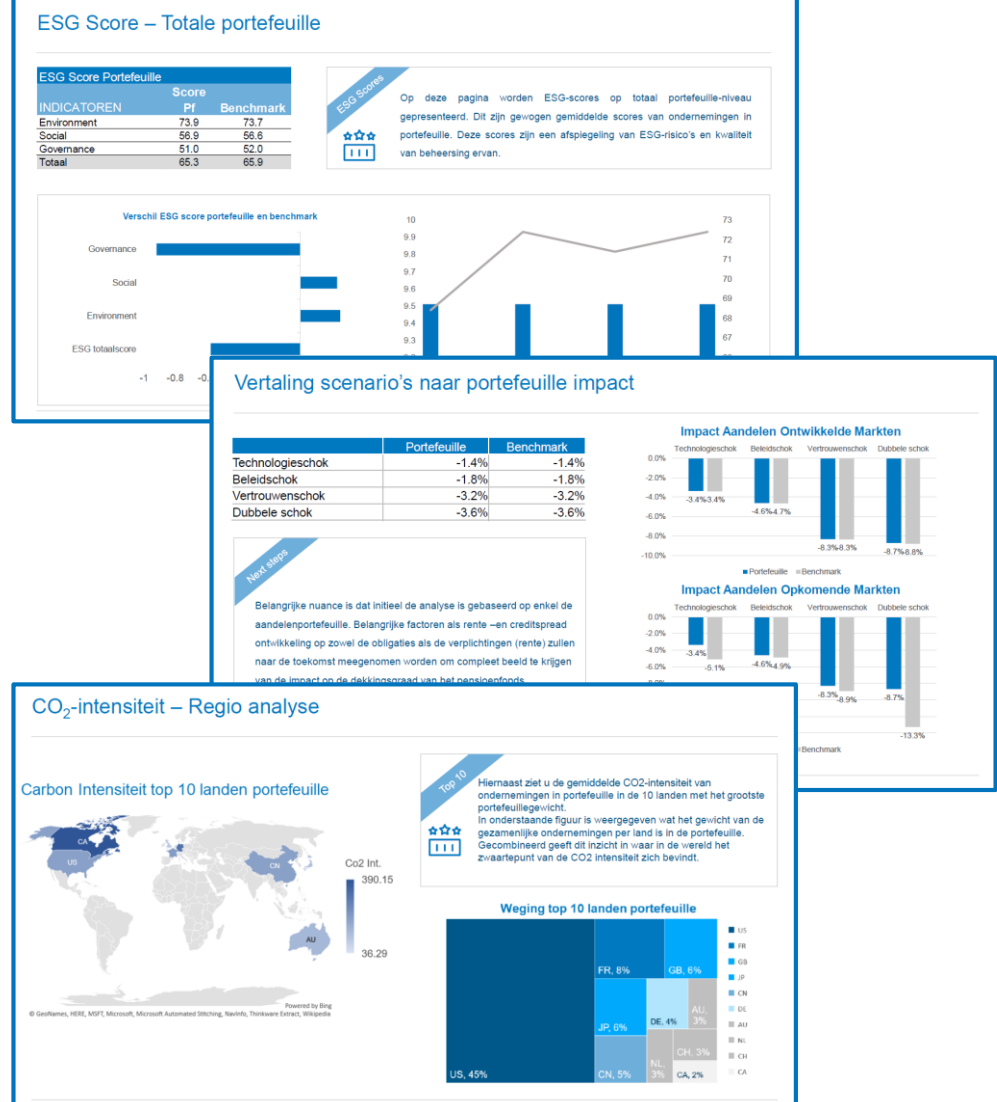 ESG Score – Totale portefeuille
ESG Score Portefeuille
Score
INDICATOREN Pf Benchmark
Environment 73.9 73.7
Social 56.9 56.6
Governance 51.0 52.0
Totaal 65.3 65.9
ESG Scores
Op deze pagina worden ESG-scores op totaal portefeuille-niveau
gepresenteerd. Dit zijn gewogen gemiddelde scores van ondernemingen in
portefeuille. Deze scores zijn een afspiegeling van ESG-risico's en kwaliteit
van beheersing ervan.
Verschil ESG score portefeuille en benchmark
Governance
Social
Environment
ESG totaalscore
-1 -0.8
10
9.9
9.8
9.7
9.6
9.5
9.4
9.3
73
72
71
70
69
68
67
Vertaling scenario's naar portefeuille impact
Portefeuille Benchmark
Technologieschok -1.4% -1.4%
Beleidschok -1.8% -1.8%
Vertrouwenschok -3.2% -3.2%
Dubbele schok -3.6% -3.6%
Next steps
Belangrijke nuance is dat initieel de analyse is gebaseerd op enkel de
aandelenportefeuille. Belangrijke factoren als rente –en creditspread
ontwikkeling op zowel de obligaties als de verplichtingen (rente) zullen
naar de toekomst meegenomen worden om compleet beeld te krijgen
van de impact op de dekkingsgraad van het pensioenfonds
Impact Aandelen Ontwikkelde Markten
Technologieschok Beleidschok Vertrouwenschok Dubbele schok
0.0%
-2.0%
-4.0%
-6.0%
-8.0%
-10.0%
-3.4% -3.4%
-4.6% -4.7%
-8.3% -8.3%
-8.7% -8.8%
Portefeuille Benchmark
Impact Aandelen Opkomende Markten
Technologieschok Beleidschok Vertrouwenschok Dubbele schok
0.0%
-2.0%
-4.0%
-6.0%
-3.4% -5.1%
-4.6% -4.9%
-8.3% -8.9%
-8.7% -13.3%
Benchmark
CO2-intensiteit – Regio analyse
Carbon Intensiteit top 10 landen portefeuille
CA
US
CN
AU
Co2 Int.
390.15
36.29
Powered by Bing
© GeoNames, HERE, MSFT, Microsoft, Microsoft Automated Stitching, NavInfo, Thinkware Extract, Wikipedia
Top 10
Hiernaast ziet u de gemiddelde CO2-intensiteit van
ondernemingen in portefeuille in de 10 landen met het grootste
portefeuillegewicht.
In onderstaande figuur is weergegeven wat het gewicht van de
gezamenlijke ondernemingen per land is in de portefeuille.
Gecombineerd geeft dit inzicht in waar in de wereld het
zwaartepunt van de CO2 intensiteit zich bevindt.
Weging top 10 landen portefeuille
US, 45%
FR, 8%
GB, 6%
JP, 6%
CN, 5%
DE, 4%
AU, 3%
NL, 3%
CH, 3%
CA, 2%
US
FR
GB
JP
CN
DE
AU
NL
CH
CA